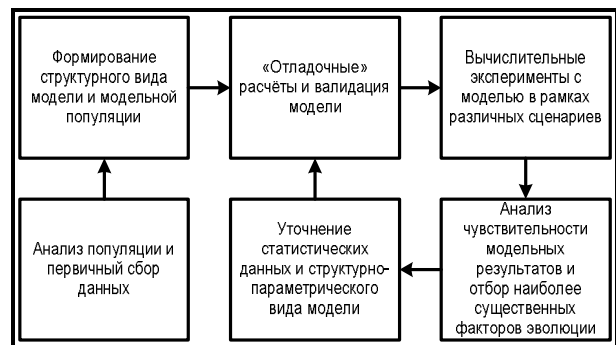 Формирование
структурного вида
модели и модельной
популяции
«Отладочные»
расчёты и валидация
модели
Вычислительные
эксперименты с
моделью в рамках
различных сценариев
Анализ популяции и
первичный сбор
данных
Уточнение
статистических
данных и структурно-
параметрического
вида модели
Анализ
чувствительности
модельных
результатов и
отбор наиболее
существенных
факторов эволюции